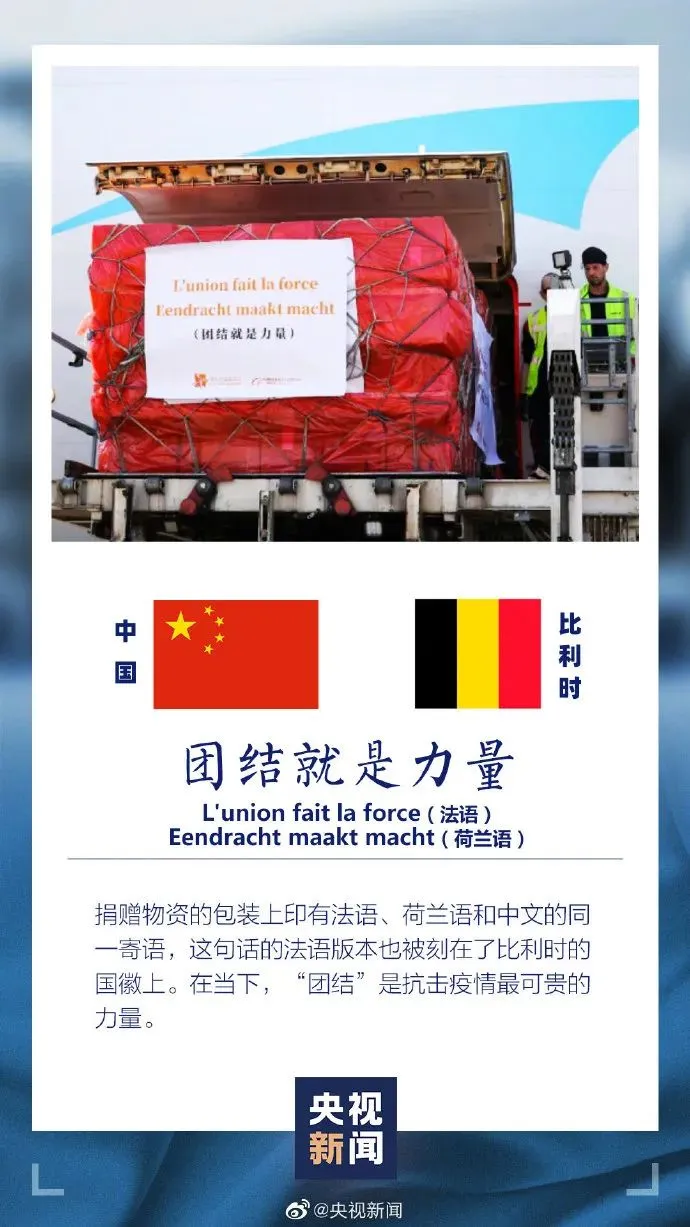 L'union fait la force
Eendracht maakt macht
（团结就是力量）
中国
比利时
团结就是力量
L'union fait la force（法语）
Eendracht maakt macht（荷兰语）
捐赠物资的包装上印有法语、荷兰语和中文的同
一寄语，这句话的法语版本也被刻在了比利时的
国徽上。在当下，“团结”是抗击疫情最可贵的
力量。
央视
新闻
@央视新闻